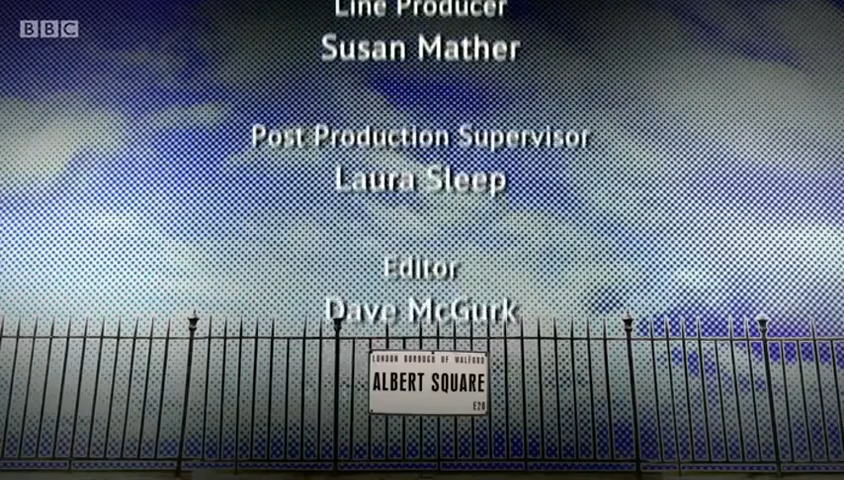 BBC
Line Producer
Susan Mather
Post Production Supervisor
Laura Sleep
Editor
Dave McGurk
LONDON BOROUGH OF WALFORD
ALBERT SQUARE
E20